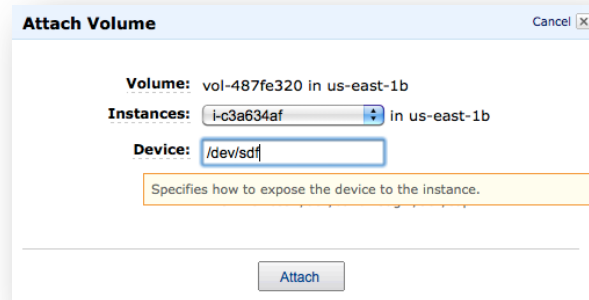 Attach Volume
Cancel
Volume: vol-487fe320 in us-east-1b
Instances: i-c3a634af in us-east-1b
Device: /dev/sdf
Specifies how to expose the device to the instance.
Attach